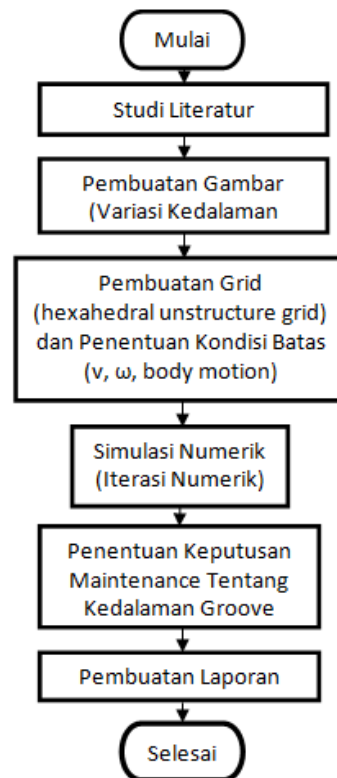 Mulai
Studi Literatur
Pembuatan Gambar
(Variasi Kedalaman
Pembuatan Grid
(hexahedral unstructure grid)
dan Penentuan Kondisi Batas
(v, ω, body motion)
Simulasi Numerik
(Iterasi Numerik)
Penentuan Keputusan
Maintenance Tentang
Kedalaman Groove
Pembuatan Laporan
Selesai